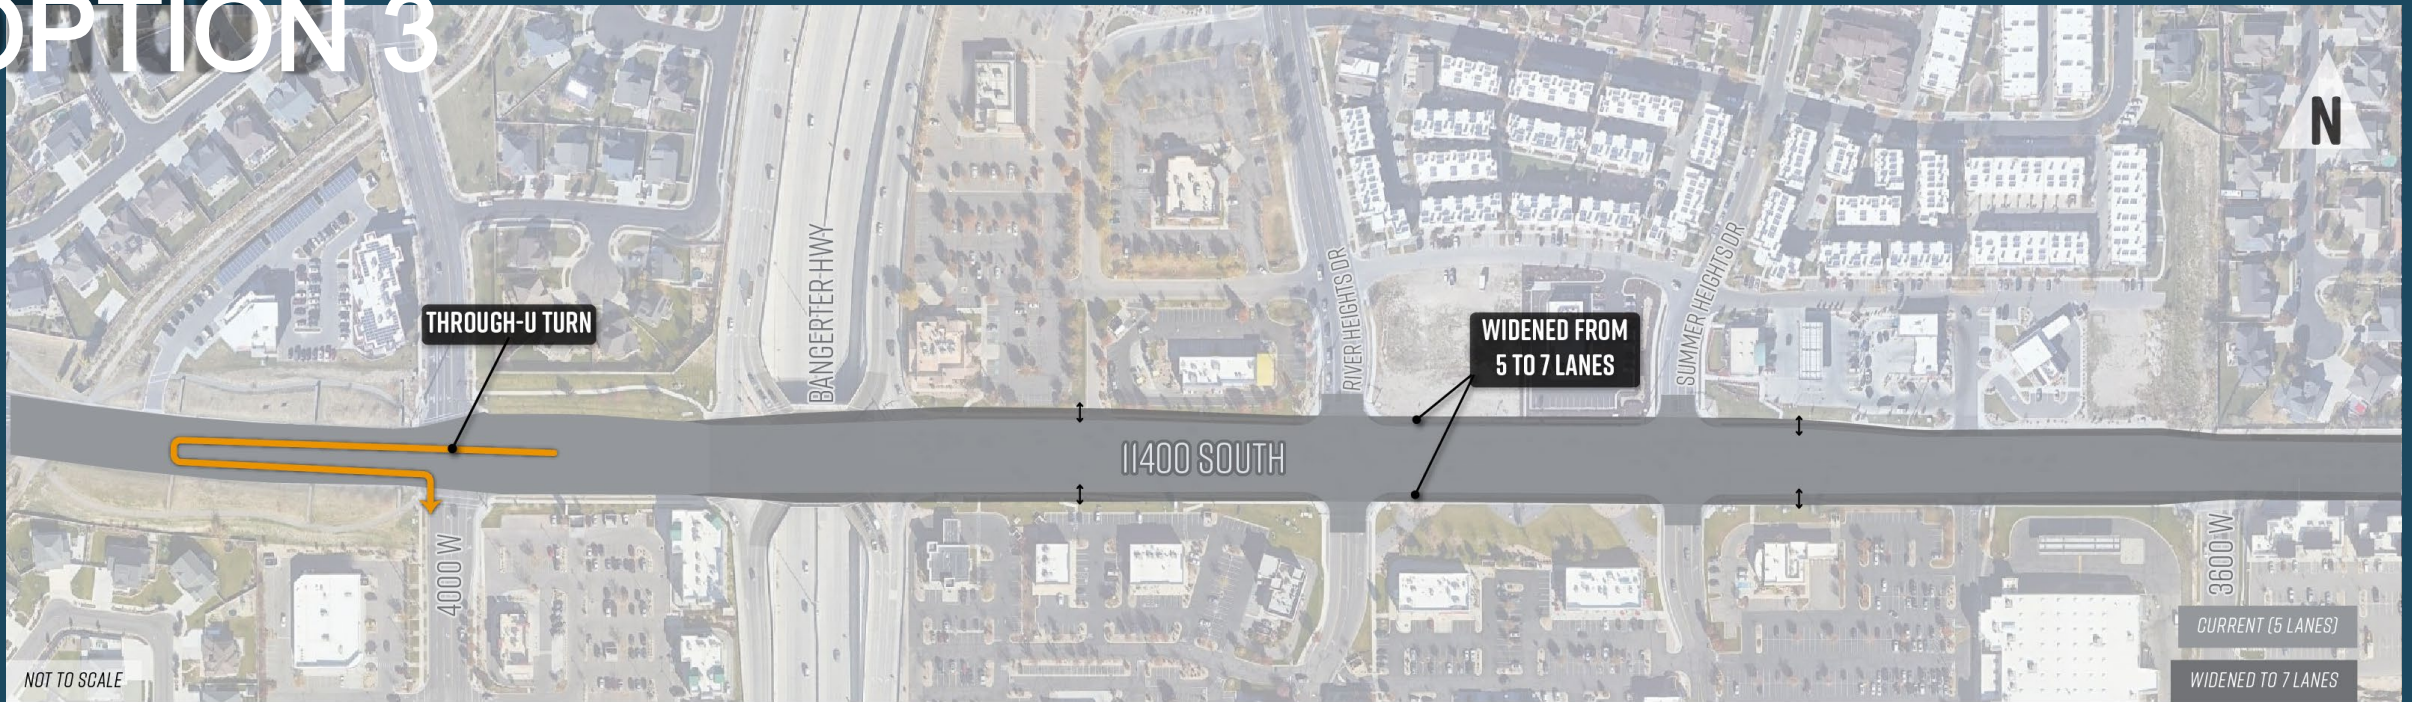 OPTION 3
N
THROUGH-U TURN
BANGERTER HWY
RIVER HEIGHTS DR
WIDENED FROM
5 TO 7 LANES
SUMMER HEIGHTS DR
11400 SOUTH
4000 W
3600 W
CURRENT (5 LANES)
NOT TO SCALE
WIDENED TO 7 LANES